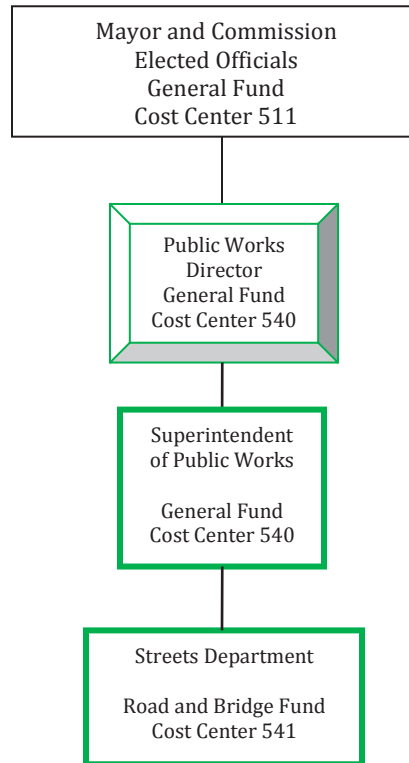 Mayor and Commission
Elected Officials
General Fund
Cost Center 511
Public Works
Director
General Fund
Cost Center 540
Superintendent
of Public Works
General Fund
Cost Center 540
Streets Department
Road and Bridge Fund
Cost Center 541